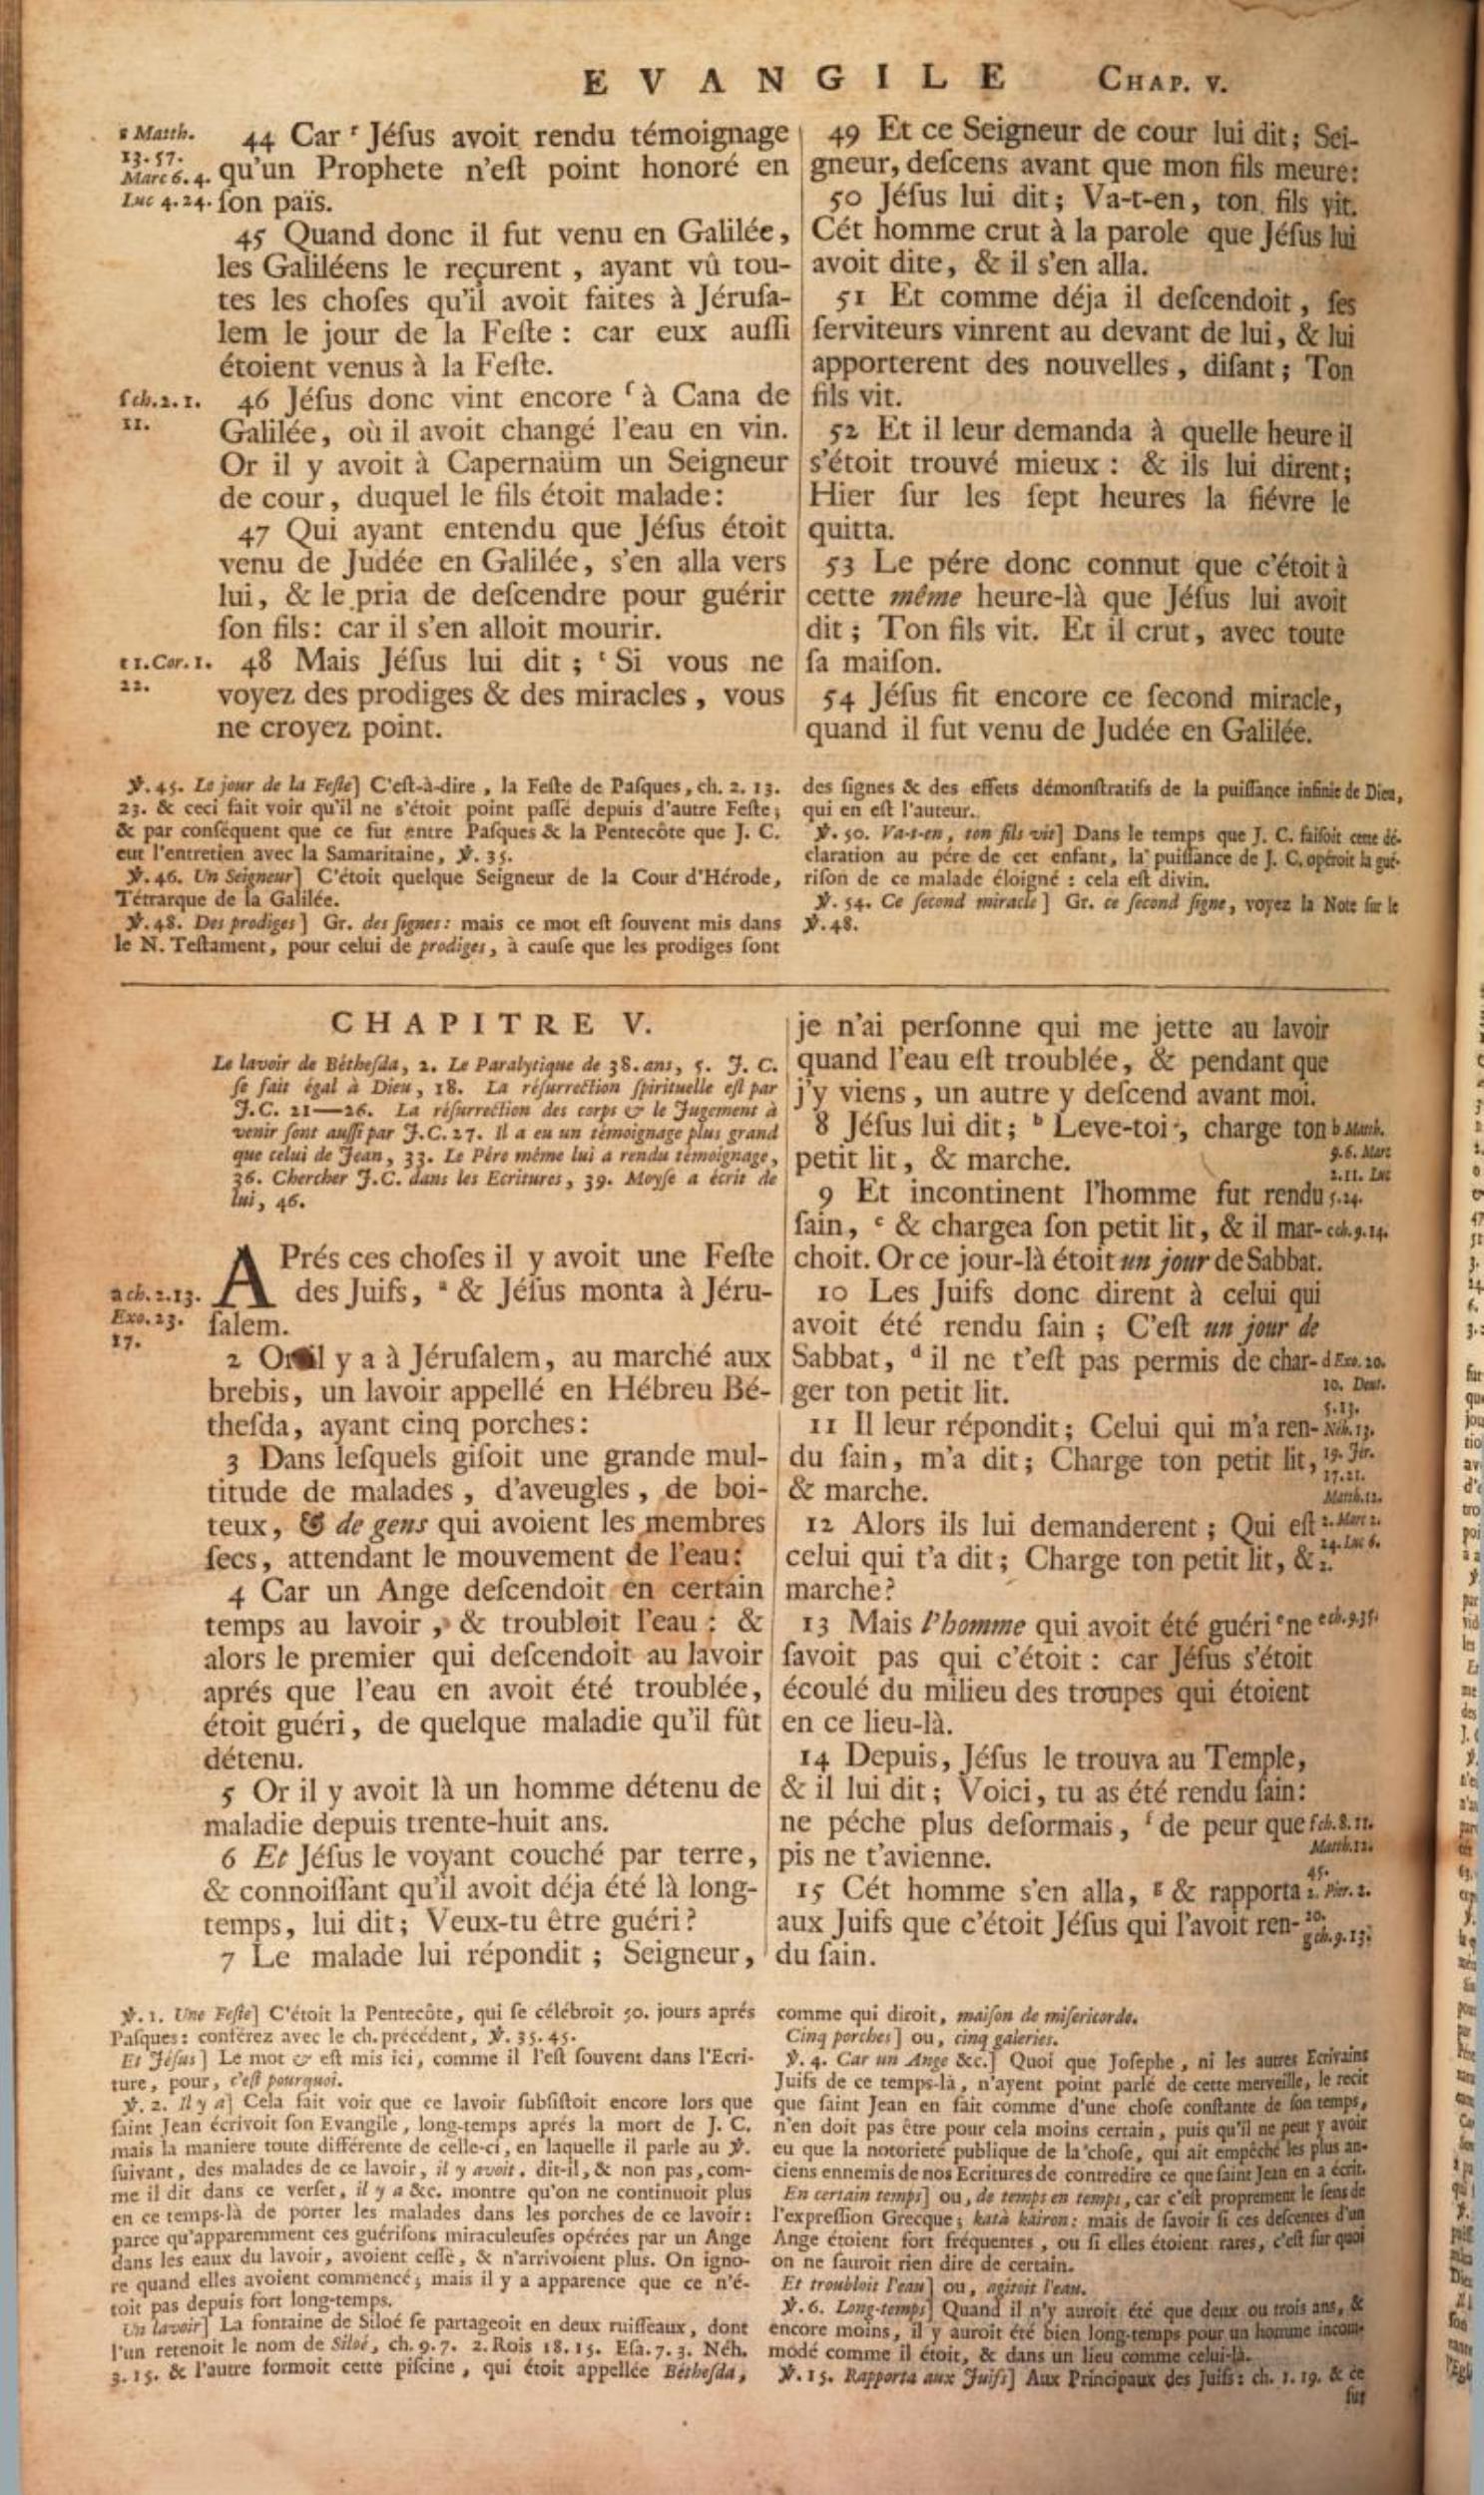 EVANGILE CHAP. V.
ʳ Matth.
13. 57.
Marc 6. 4.
Luc 4. 24.
44 Car ʳ Jéſus avoit rendu témoignage
qu'un Prophete n'eſt point honoré en
ſon païs.
45 Quand donc il fut venu en Galilée,
les Galiléens le reçurent, ayant vû tou-
tes les choſes qu'il avoit faites à Jéruſa-
lem le jour de la Feſte : car eux auſſi
étoient venus à la Feſte.
ſ ch. 2. 1.
11.
46 Jéſus donc vint encore ſ à Cana de
Galilée, où il avoit changé l'eau en vin.
Or il y avoit à Capernaüm un Seigneur
de cour, duquel le fils étoit malade:
47 Qui ayant entendu que Jéſus étoit
venu de Judée en Galilée, s'en alla vers
lui, & le pria de deſcendre pour guérir
ſon fils: car il s'en alloit mourir.
t 1. Cor. 1.
22.
48 Mais Jéſus lui dit ; ᵗ Si vous ne
voyez des prodiges & des miracles, vous
ne croyez point.
49 Et ce Seigneur de cour lui dit; Sei-
gneur, deſcens avant que mon fils meure:
50 Jéſus lui dit; Va-t-en, ton fils vit.
Cét homme crut à la parole que Jéſus lui
avoit dite, & il s'en alla.
51 Et comme déja il deſcendoit, ſes
ſerviteurs vinrent au devant de lui, & lui
apporterent des nouvelles, diſant; Ton
fils vit.
52 Et il leur demanda à quelle heure il
s'étoit trouvé mieux : & ils lui dirent;
Hier ſur les ſept heures la fiévre le
quitta.
53 Le pére donc connut que c'étoit à
cette même heure-là que Jéſus lui avoit
dit ; Ton fils vit. Et il crut, avec toute
ſa maiſon.
54 Jéſus fit encore ce ſecond miracle,
quand il fut venu de Judée en Galilée.
℣. 45. Le jour de la Feſte] C'eſt-à-dire, la Feſte de Paſques, ch. 2. 13.
23. & ceci fait voir qu'il ne s'étoit point paſſé depuis d'autre Feſte;
& par conſéquent que ce fut entre Paſques & la Pentecôte que J. C.
eut l'entretien avec la Samaritaine, ℣. 35.
℣. 46. Un Seigneur] C'étoit quelque Seigneur de la Cour d'Hérode,
Tétrarque de la Galilée.
℣. 48. Des prodiges] Gr. des ſignes: mais ce mot eſt ſouvent mis dans
le N. Teſtament, pour celui de prodiges, à cauſe que les prodiges ſont
des ſignes & des effets démonſtratifs de la puiſſance infinie de Dieu,
qui en eſt l'auteur.
℣. 50. Va-t-en, ton fils vit] Dans le temps que J. C. faiſoit cette dé-
claration au pére de cet enfant, la puiſſance de J. C. opéroit la gué-
riſon de ce malade éloigné : cela eſt divin.
℣. 54. Ce ſecond miracle] Gr. ce ſecond ſigne, voyez la Note ſur le
℣. 48.
CHAPITRE V.
Le lavoir de Bétheſda, 2. Le Paralytique de 38. ans, 5. J. C.
ſe fait égal à Dieu, 18. La réſurrection ſpirituelle eſt par
J. C. 21—26. La réſurrection des corps & le Jugement à
venir ſont auſſi par J. C. 27. Il a eu un témoignage plus grand
que celui de Jean, 33. Le Pére même lui a rendu témoignage,
36. Chercher J. C. dans les Ecritures, 39. Moyſe a écrit de
lui, 46.
a ch. 2. 13.
Exo. 23.
17.
APrés ces choſes il y avoit une Feſte
des Juifs, ᵃ & Jéſus monta à Jéru-
ſalem.
2 Or il y a à Jéruſalem, au marché aux
brebis, un lavoir appellé en Hébreu Bé-
theſda, ayant cinq porches:
3 Dans leſquels giſoit une grande mul-
titude de malades, d'aveugles, de boi-
teux, & de gens qui avoient les membres
ſecs, attendant le mouvement de l'eau:
4 Car un Ange deſcendoit en certain
temps au lavoir, & troubloit l'eau : &
alors le premier qui deſcendoit au lavoir
aprés que l'eau en avoit été troublée,
étoit guéri, de quelque maladie qu'il fût
détenu.
5 Or il y avoit là un homme détenu de
maladie depuis trente-huit ans.
6 Et Jéſus le voyant couché par terre,
& connoiſſant qu'il avoit déja été là long-
temps, lui dit; Veux-tu être guéri?
7 Le malade lui répondit ; Seigneur,
je n'ai perſonne qui me jette au lavoir
quand l'eau eſt troublée, & pendant que
j'y viens, un autre y deſcend avant moi.
8 Jéſus lui dit; ᵇ Leve-toi, charge ton
petit lit, & marche.
b Matth.
9. 6. Marc
2. 11. Luc
5. 24.
9 Et incontinent l'homme fut rendu
ſain, ᶜ & chargea ſon petit lit, & il mar-
choit. Or ce jour-là étoit un jour de Sabbat.
c ch. 9. 14.
10 Les Juifs donc dirent à celui qui
avoit été rendu ſain ; C'eſt un jour de
Sabbat, ᵈ il ne t'eſt pas permis de char-
ger ton petit lit.
d Exo. 20.
10. Deut.
5. 13.
Néh. 13.
19. Jér.
17. 21.
Matth. 12.
2. Marc 2.
24. Luc 6.
2.
11 Il leur répondit; Celui qui m'a ren-
du ſain, m'a dit; Charge ton petit lit,
& marche.
12 Alors ils lui demanderent ; Qui eſt
celui qui t'a dit; Charge ton petit lit, &
marche?
13 Mais l'homme qui avoit été guéri ᵉ ne
ſavoit pas qui c'étoit : car Jéſus s'étoit
écoulé du milieu des troupes qui étoient
en ce lieu-là.
14 Depuis, Jéſus le trouva au Temple,
& il lui dit; Voici, tu as été rendu ſain:
ne péche plus deſormais, ᶠ de peur que
pis ne t'avienne.
f ch. 8. 11.
Matth. 12.
45.
2. Pier. 2.
20.
15 Cét homme s'en alla, ᵍ & rapporta
aux Juifs que c'étoit Jéſus qui l'avoit ren-
du ſain.
g ch. 9. 13.
℣. 1. Une Feſte] C'étoit la Pentecôte, qui ſe célébroit 50. jours aprés
Paſques: conférez avec le ch. précédent, ℣. 35. 45.
Et Jéſus] Le mot & eſt mis ici, comme il l'eſt ſouvent dans l'Ecri-
ture, pour, c'eſt pourquoi.
℣. 2. Il y a] Cela fait voir que ce lavoir ſubſiſtoit encore lors que
ſaint Jean écrivoit ſon Evangile, long-temps aprés la mort de J. C.
mais la maniere toute différente de celle-ci, en laquelle il parle au ℣.
ſuivant, des malades de ce lavoir, il y avoit, dit-il, & non pas, com-
me il dit dans ce verſet, il y a &c. montre qu'on ne continuoit plus
en ce temps-là de porter les malades dans les porches de ce lavoir:
parce qu'apparemment ces guériſons miraculeuſes opérées par un Ange
dans les eaux du lavoir, avoient ceſſé, & n'arrivoient plus. On igno-
re quand elles avoient commencé; mais il y a apparence que ce n'é-
toit pas depuis fort long-temps.
Un lavoir] La fontaine de Siloé ſe partageoit en deux ruiſſeaux, dont
l'un retenoit le nom de Siloé, ch. 9. 7. 2. Rois 18. 15. Eſa. 7. 3. Néh.
3. 15. & l'autre formoit cette piſcine, qui étoit appellée Béthesda,
comme qui diroit, maiſon de miſericorde.
Cinq porches] ou, cinq galeries.
℣. 4. Car un Ange &c.] Quoi que Joſephe, ni les autres Ecrivains
Juifs de ce temps-là, n'ayent point parlé de cette merveille, le recit
que ſaint Jean en fait comme d'une choſe conſtante de ſon temps,
n'en doit pas être pour cela moins certain, puis qu'il ne peut y avoir
eu que la notorieté publique de la choſe, qui ait empêché les plus an-
ciens ennemis de nos Ecritures de contredire ce que ſaint Jean en a écrit.
En certain temps] ou, de temps en temps, car c'eſt proprement le ſens de
l'expreſſion Grecque; kata kairon: mais de ſavoir ſi ces deſcentes d'un
Ange étoient fort fréquentes, ou ſi elles étoient rares, c'eſt ſur quoi
on ne ſauroit rien dire de certain.
Et troubloit l'eau] ou, agitoit l'eau.
℣. 6. Long-temps] Quand il n'y auroit été que deux ou trois ans, &
encore moins, il y auroit été bien long-temps pour un homme incom-
modé comme il étoit, & dans un lieu comme celui-là.
℣. 15. Rapporta aux Juifs] Aux Principaux des Juifs: ch. 1. 19. & ce
fut